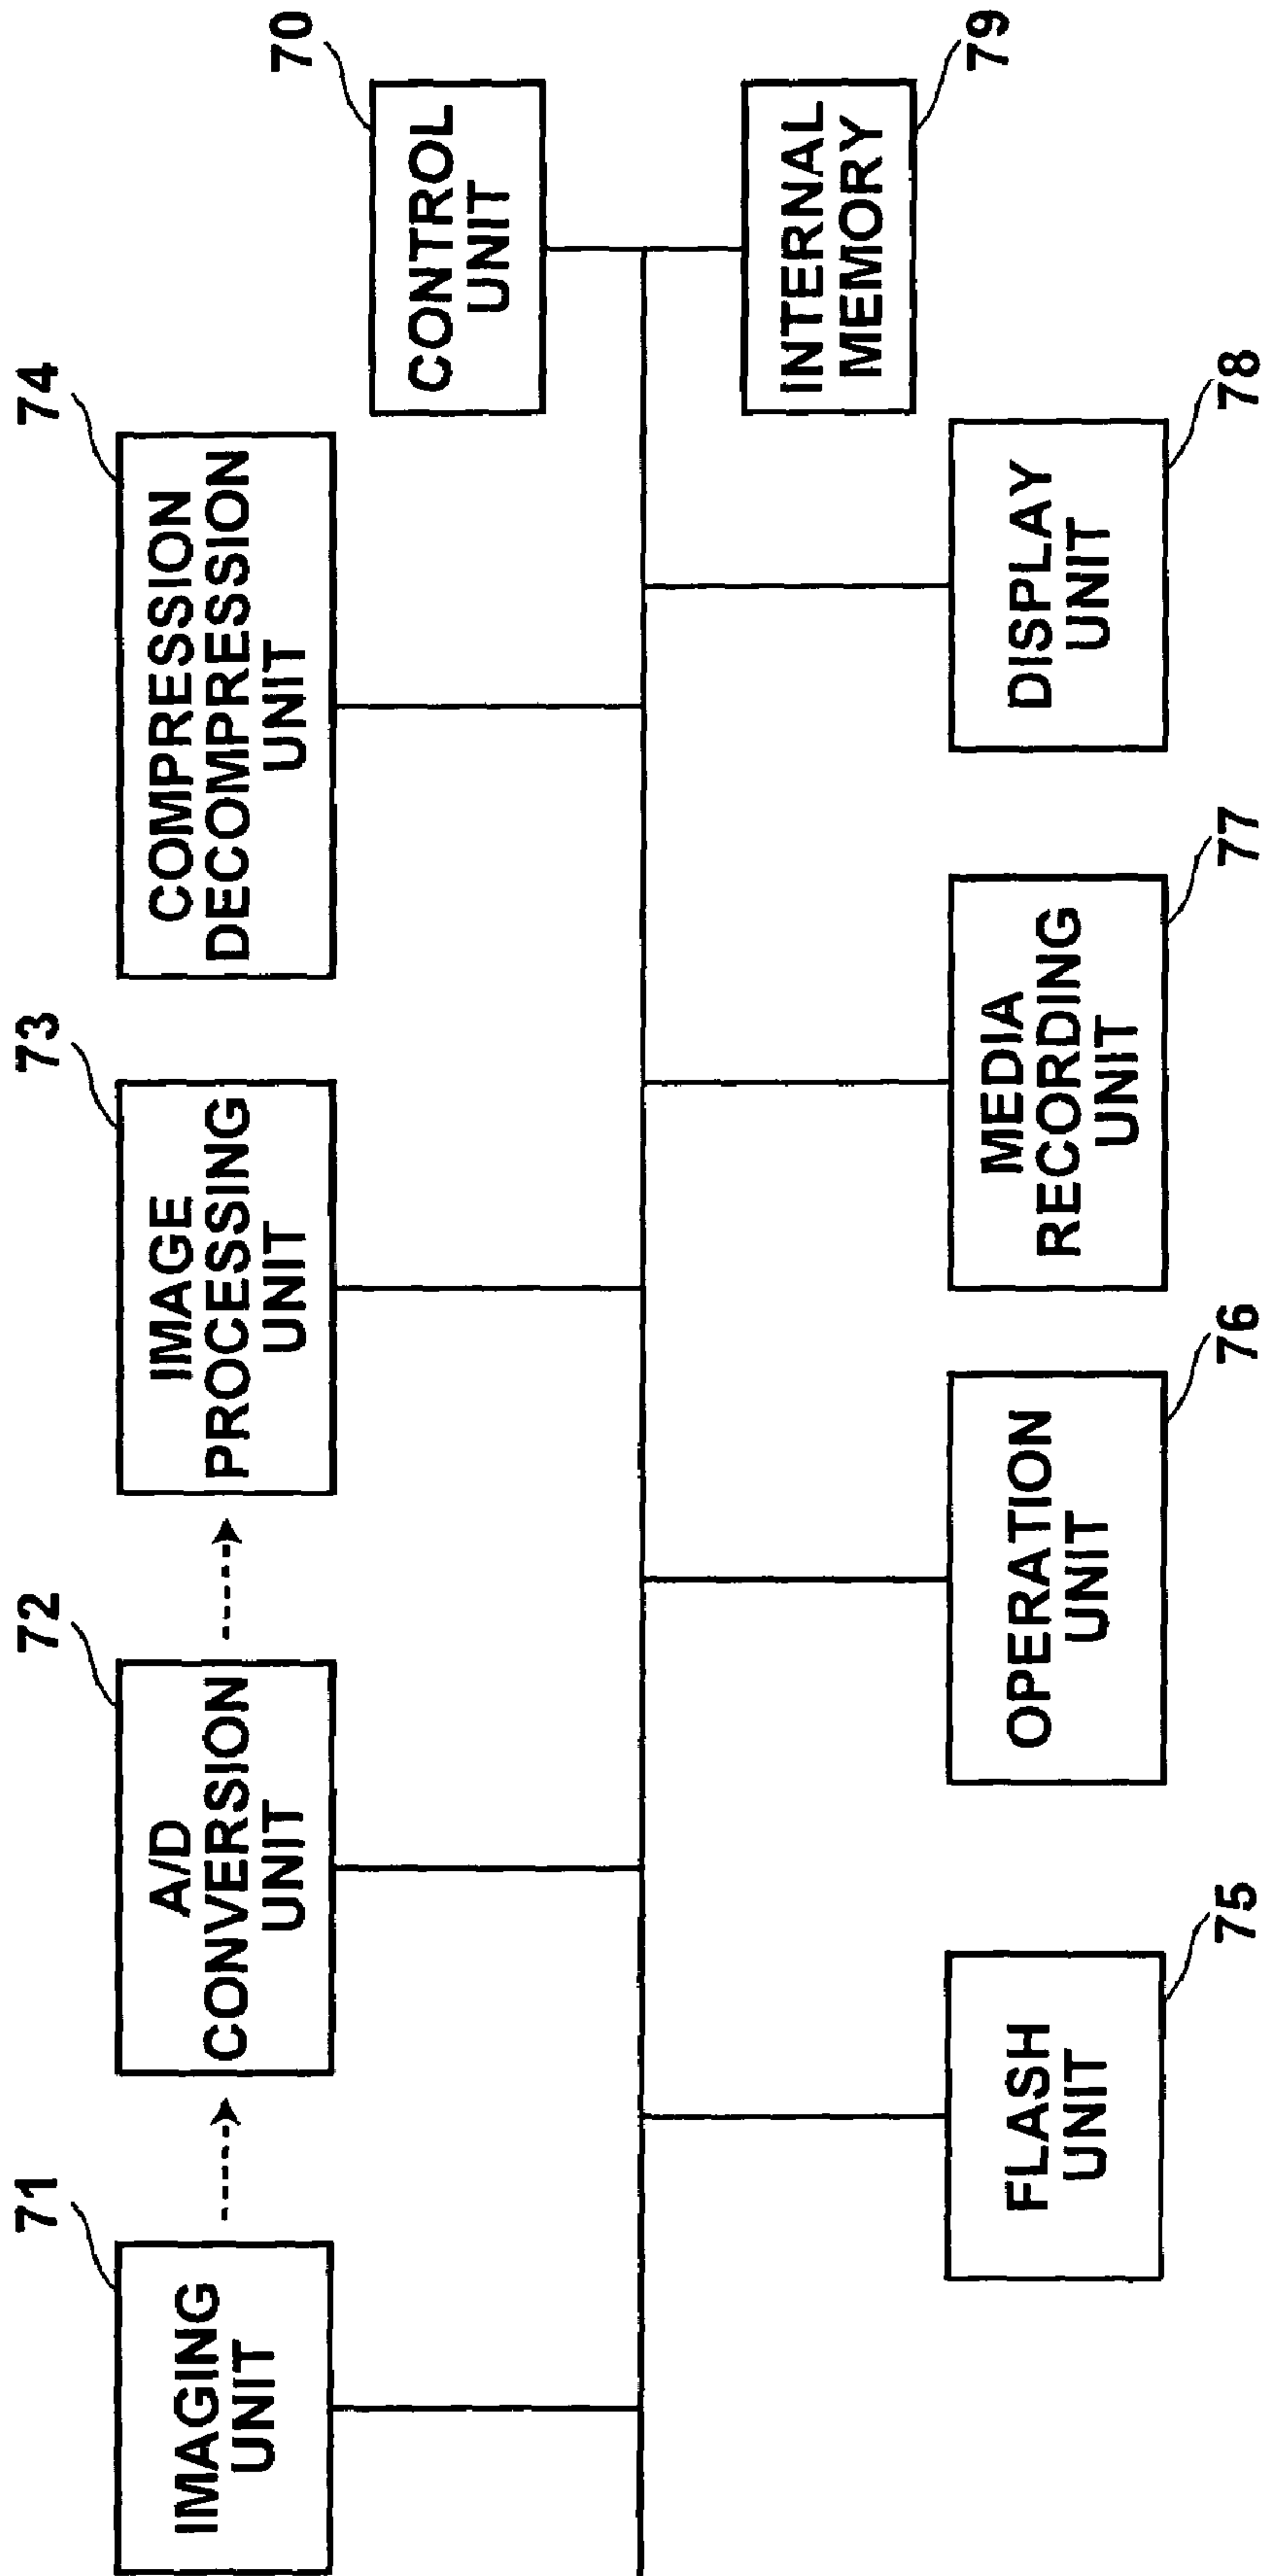 71
IMAGING
UNIT
72
A/D
CONVERSION
UNIT
73
IMAGE
PROCESSING
UNIT
74
COMPRESSION
DECOMPRESSION
UNIT
70
CONTROL
UNIT
FLASH
UNIT
75
OPERATION
UNIT
76
MEDIA
RECORDING
UNIT
77
DISPLAY
UNIT
78
INTERNAL
MEMORY
79